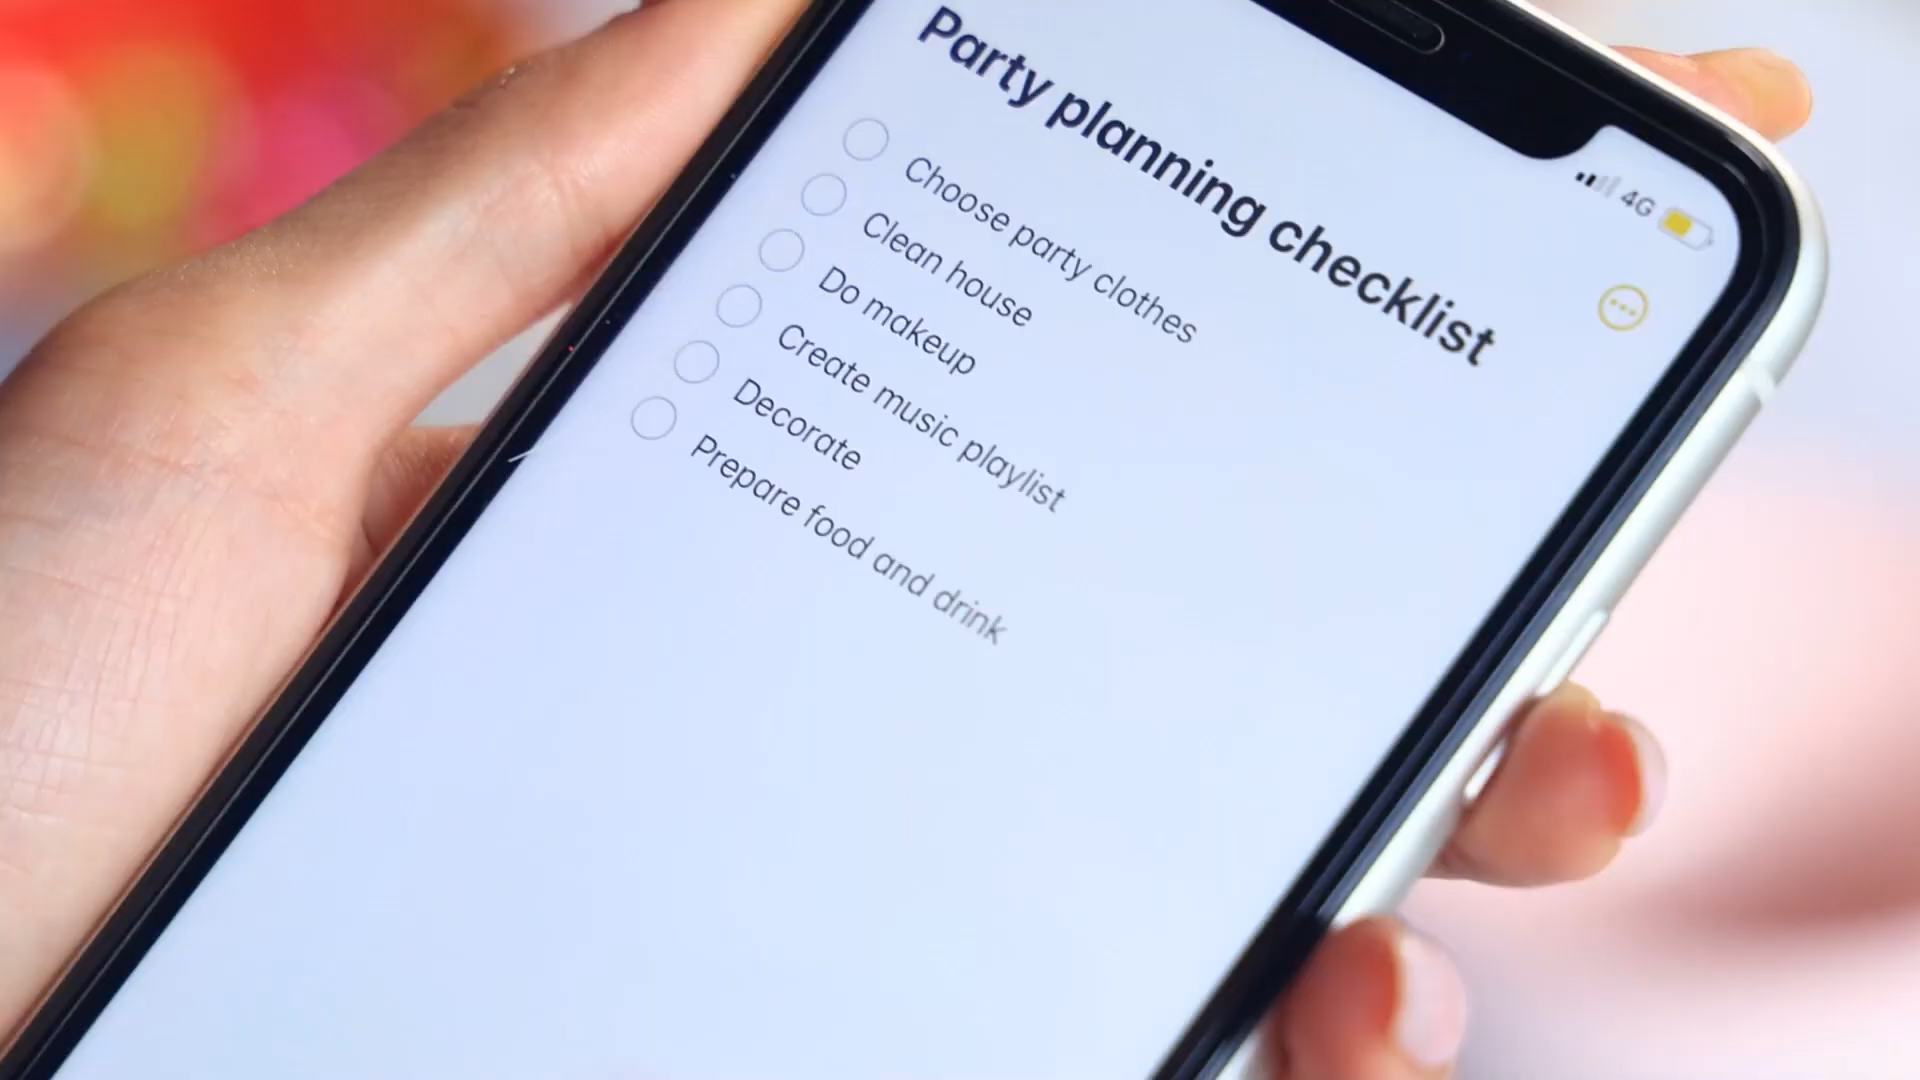 4G
Party planning checklist
Choose party clothes
Clean house
Do makeup
Create music playlist
Decorate
Prepare food and drink